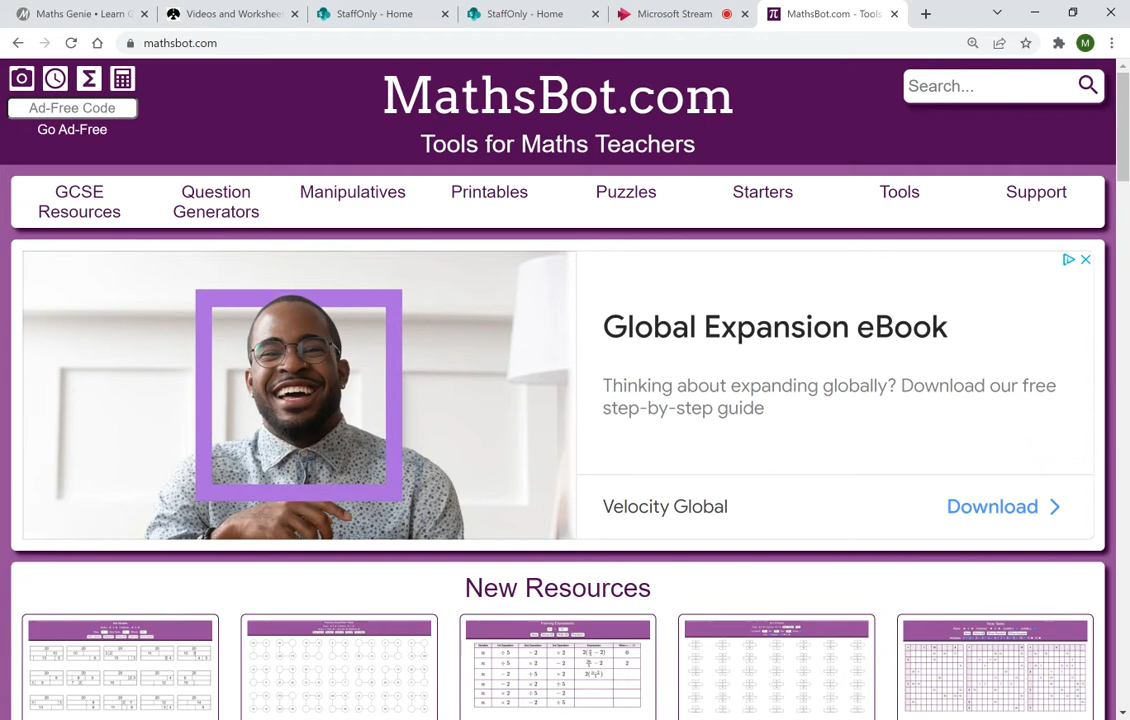 Maths Genie • Learn G
Videos and Workshee
StaffOnly - Home
StaffOnly - Home
Microsoft Stream
MathsBot.com - Tools
mathsbot.com
M
Ad-Free Code
Go Ad-Free
MathsBot.com
Tools for Maths Teachers
Search...
GCSE
Resources
Question
Generators
Manipulatives
Printables
Puzzles
Starters
Tools
Support
Global Expansion eBook
Thinking about expanding globally? Download our free
step-by-step guide
Velocity Global
Download
New Resources
Forming Expressions